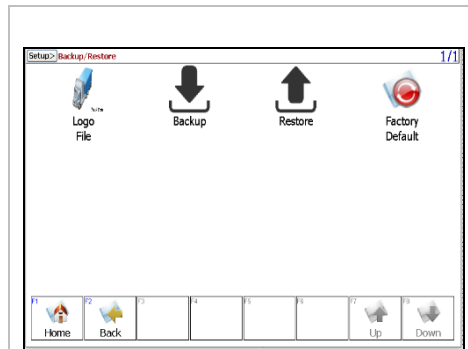 Setup> Backup/Restore 1/1
Logo
File
Backup
Restore
Factory
Default
F1 F2 F3 F4 F5 F6 F7 F8
Home Back Up Down